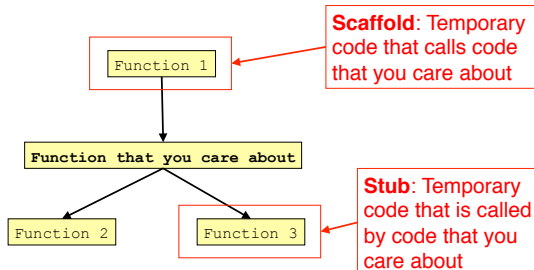 Scaffold: Temporary
code that calls code
that you care about
Function 1
Function that you care about
Stub: Temporary
code that is called
by code that you
care about
Function 2
Function 3